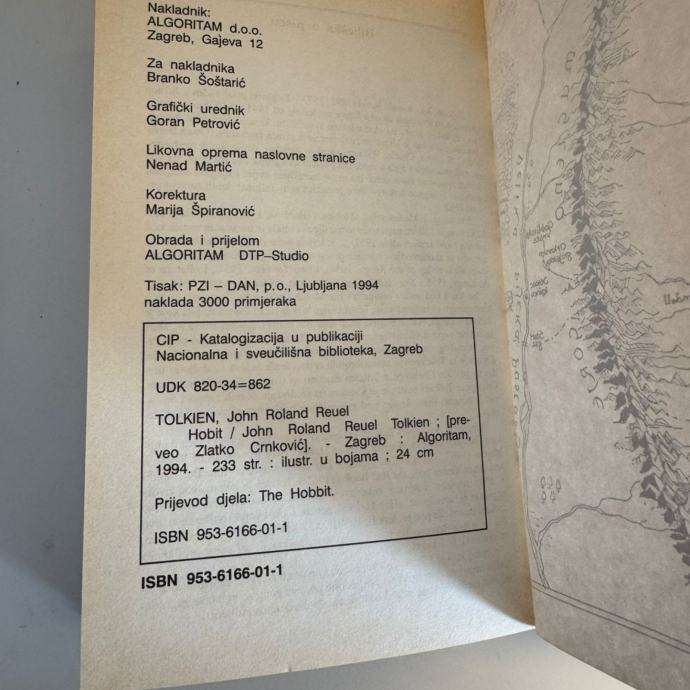 Nakladnik:
ALGORITAM d.o.o.
Zagreb, Gajeva 12
Za nakladnika
Branko Šoštarić
Grafički urednik
Goran Petrović
Likovna oprema naslovne stranice
Nenad Martić
Korektura
Marija Špiranović
Obrada i prijelom
ALGORITAM DTP–Studio
Tisak: PZI – DAN, p.o., Ljubljana 1994
naklada 3000 primjeraka
CIP - Katalogizacija u publikaciji
Nacionalna i sveučilišna biblioteka, Zagreb
UDK 820-34=862
TOLKIEN, John Roland Reuel
Hobit / John Roland Reuel Tolkien ; [pre-
veo Zlatko Crnković]. - Zagreb : Algoritam,
1994. - 233 str. : ilustr. u bojama ; 24 cm
Prijevod djela: The Hobbit.
ISBN 953-6166-01-1
ISBN 953-6166-01-1